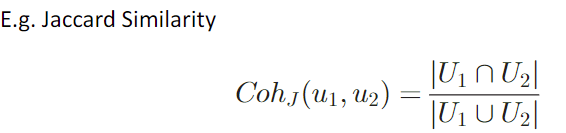 E.g. Jaccard Similarity
Coh_J(u_1, u_2) = |U_1 ∩ U_2| / |U_1 ∪ U_2|